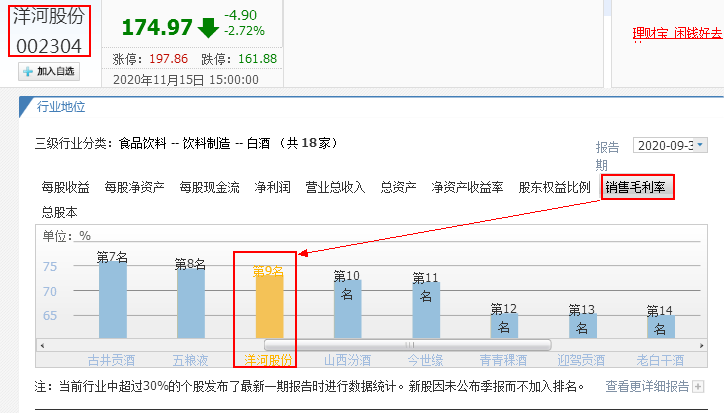 洋河股份
002304
加入自选
174.97
-4.90
-2.72%
涨停：197.86 跌停：161.88
2020年11月15日 15:00:00
理财宝 闲钱好去
行业地位
三级行业分类：食品饮料 -- 饮料制造 -- 白酒 （共18家）
报告期
2020-09-3
每股收益 每股净资产 每股现金流 净利润 营业总收入 总资产 净资产收益率 股东权益比例 销售毛利率
总股本
单位：%
75
70
65
第7名
第8名
第9名
第10名
第11名
第12名
第13名
第14名
古井贡酒 五粮液 洋河股份 山西汾酒 今世缘 青青稞酒 迎驾贡酒 老白干酒
注：当前行业中超过30%的个股发布了最新一期报告时进行数据统计。新股因未公布季报而不加入排名。 查看更详细报告